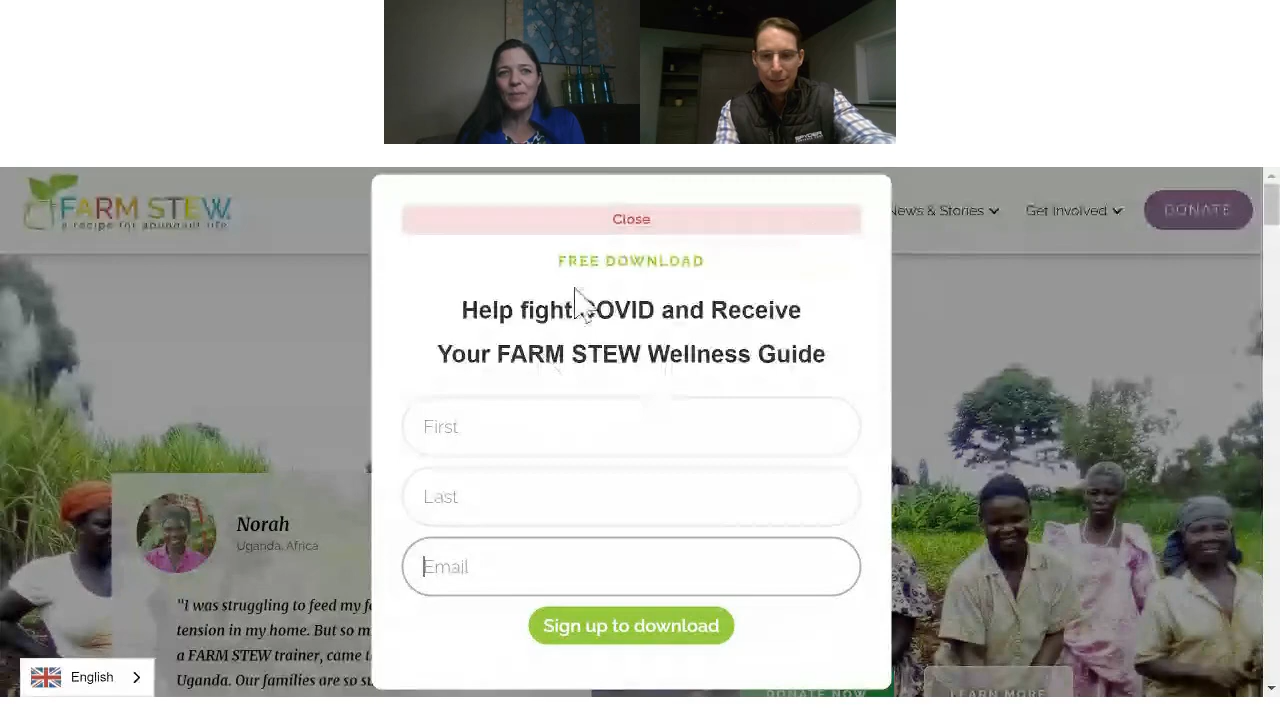 SPYDER
FARM STEW
a recipe for abundant life
News & Stories
Get Involved
DONATE
Close
FREE DOWNLOAD
Help fight COVID and Receive
Your FARM STEW Wellness Guide
First
Last
Email
Sign up to download
Norah
Uganda, Africa
"I was struggling to feed my f
tension in my home. But so m
a FARM STEW trainer, came t
Uganda. Our families are so s
English
DONATE NOW
LEARN MORE